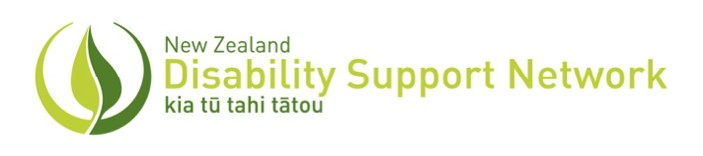 New Zealand
Disability Support Network
kia tū tahi tātou